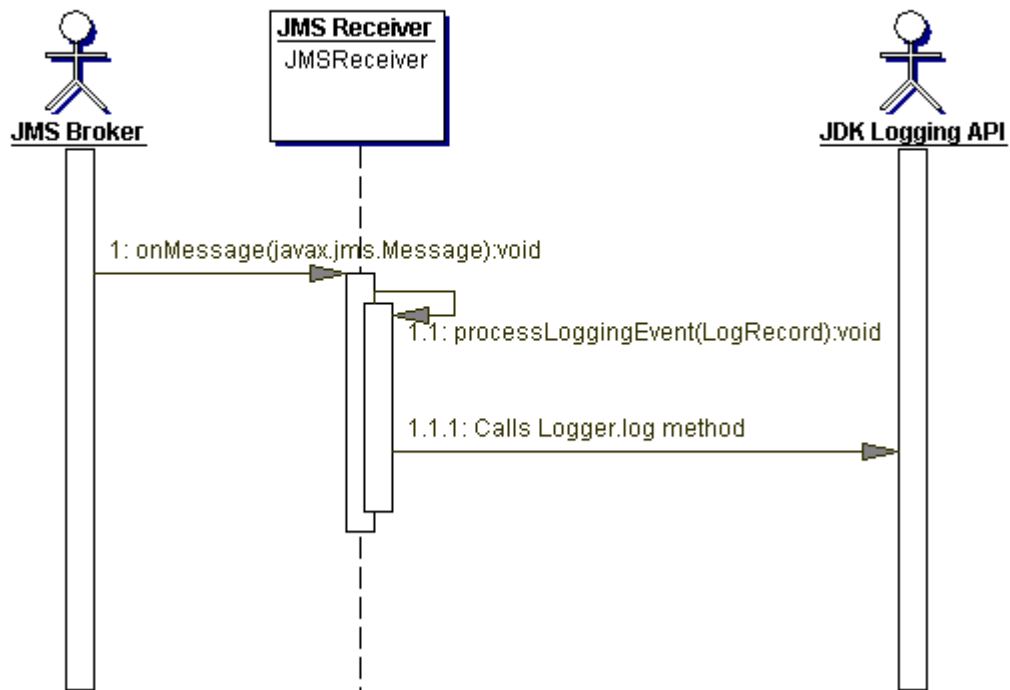 JMS Receiver
JMSReceiver
JMS Broker
JDK Logging API
1: onMessage(javax.jms.Message):void
1.1: processLoggingEvent(LogRecord):void
1.1.1: Calls Logger.log method